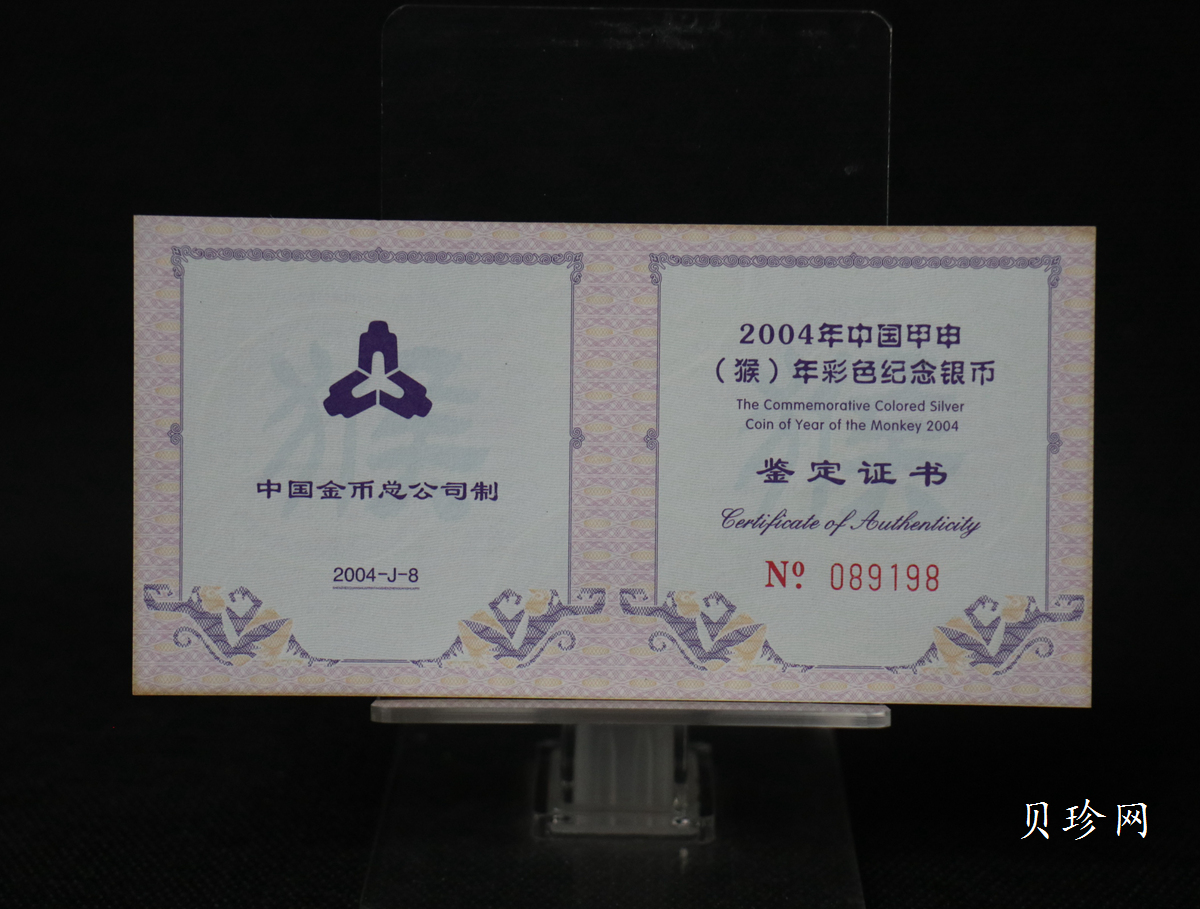 中国金币总公司制
2004-J-8
2004年中国甲申
（猴）年彩色纪念银币
The Commemorative Colored Silver
Coin of Year of the Monkey 2004
鉴定证书
Certificate of Authenticity
Nº 089198
贝珍网